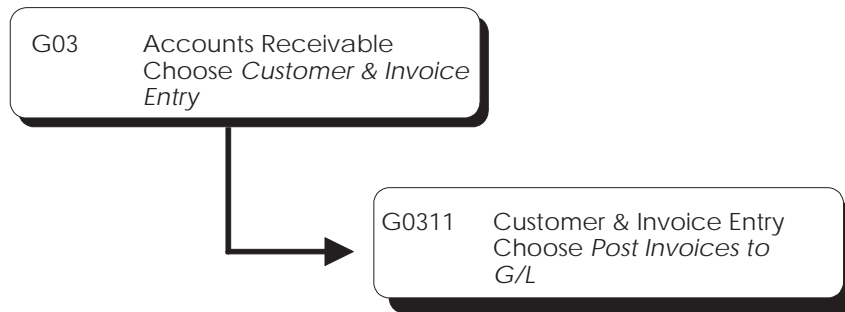 G03 Accounts Receivable
Choose Customer & Invoice
Entry
G0311 Customer & Invoice Entry
Choose Post Invoices to
G/L